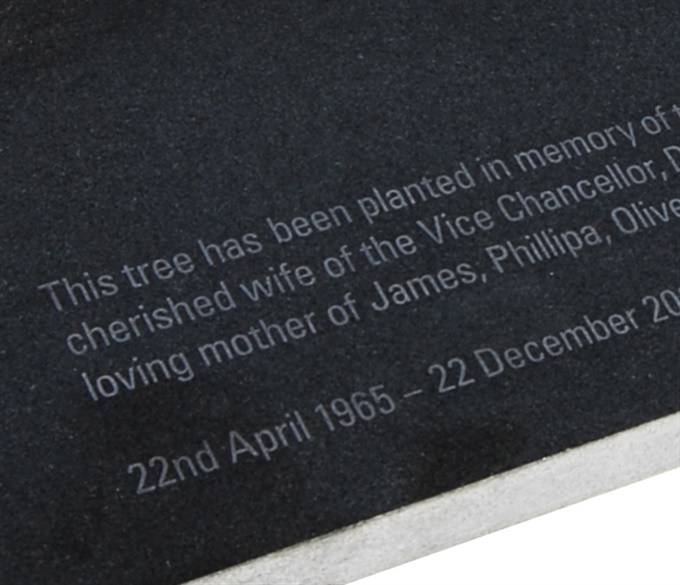 This tree has been planted in memory of
cherished wife of the Vice Chancellor,
loving mother of James, Phillipa,
22nd April 1965 – 22 December